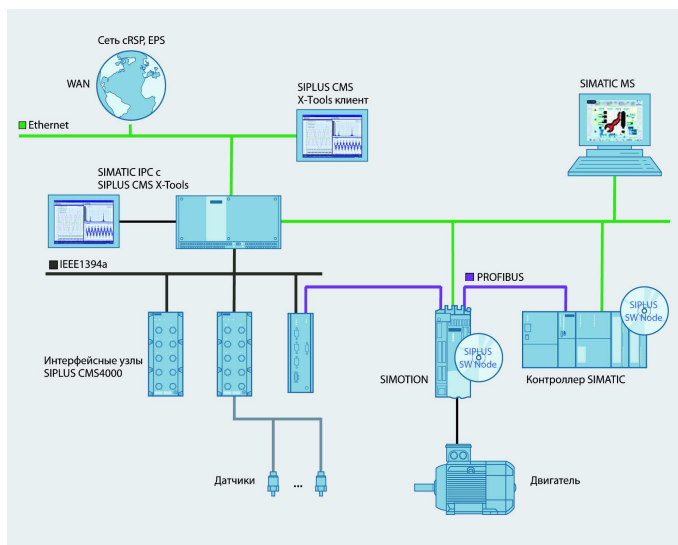 Сеть cRSP, EPS
WAN
SIPLUS CMS
X-Tools клиент
SIMATIC MS
Ethernet
SIMATIC IPC с
SIPLUS CMS X-Tools
IEEE1394a
PROFIBUS
SIPLUS
SW Node
SIPLUS
SW Node
Интерфейсные узлы
SIPLUS CMS4000
SIMOTION
Контроллер SIMATIC
Датчики
...
Двигатель